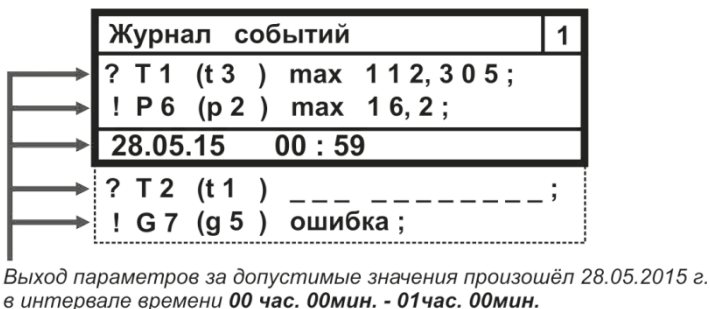 Журнал событий 1
? T 1 (t 3 ) max 1 1 2, 3 0 5 ;
! P 6 (p 2 ) max 1 6, 2 ;
28.05.15 00 : 59
? T 2 (t 1 ) _ _ _ _ _ _ _ _ _ _ _ _ ;
! G 7 (g 5 ) ошибка ;
Выход параметров за допустимые значения произошёл 28.05.2015 г.
в интервале времени 00 час. 00мин. - 01час. 00мин.